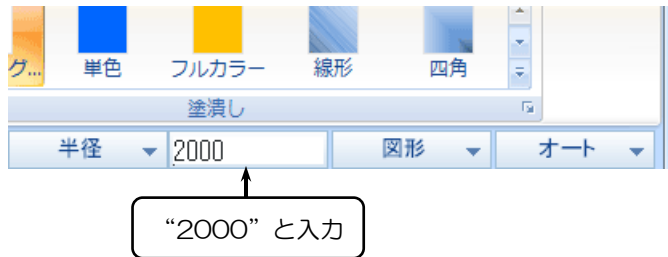 グ... 単色 フルカラー 線形 四角
塗潰し
半径 2000 図形 オート
“2000”と入力